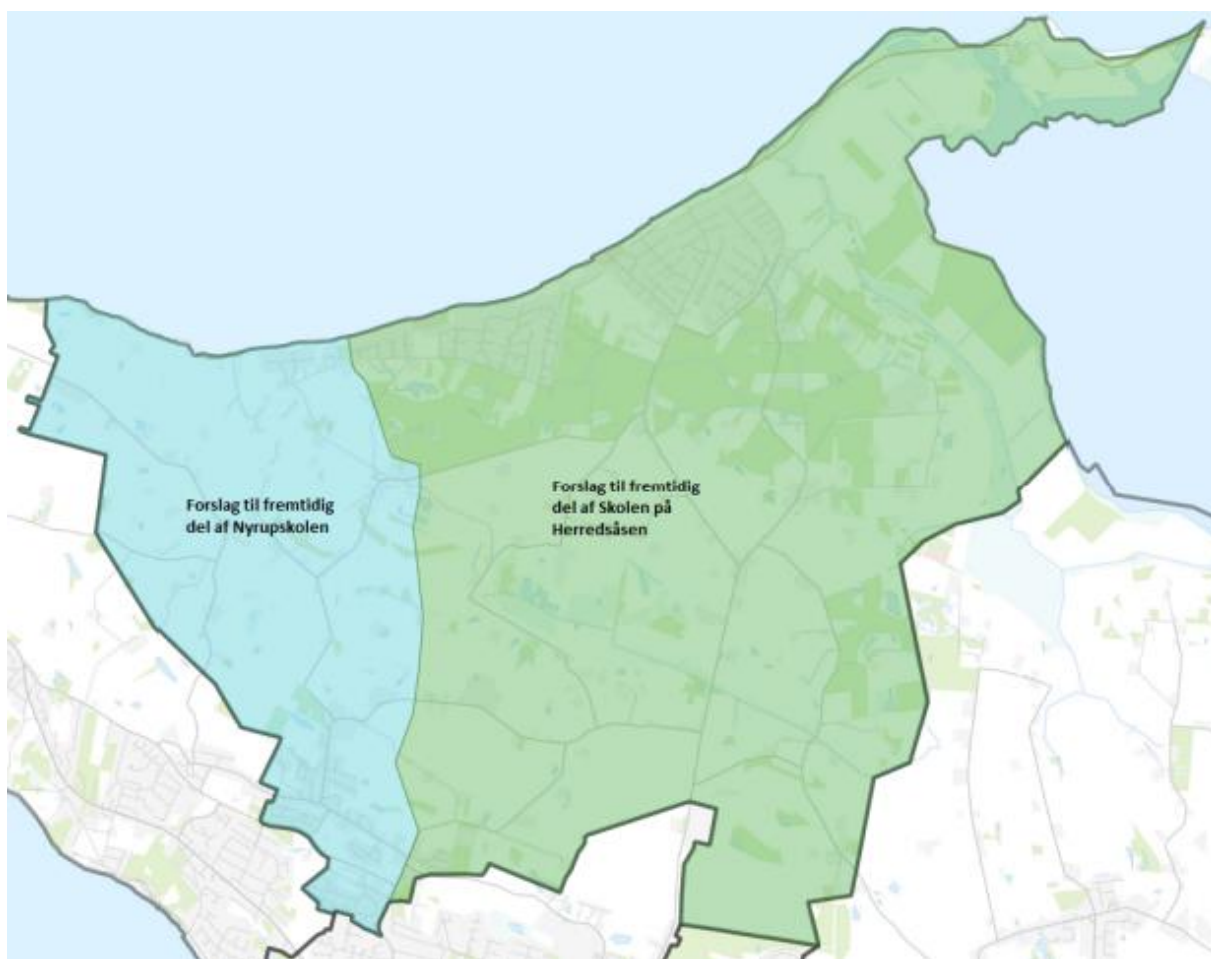 Forslag til fremtidig
del af Nyrupskolen
Forslag til fremtidig
del af Skolen på
Herredsåsen